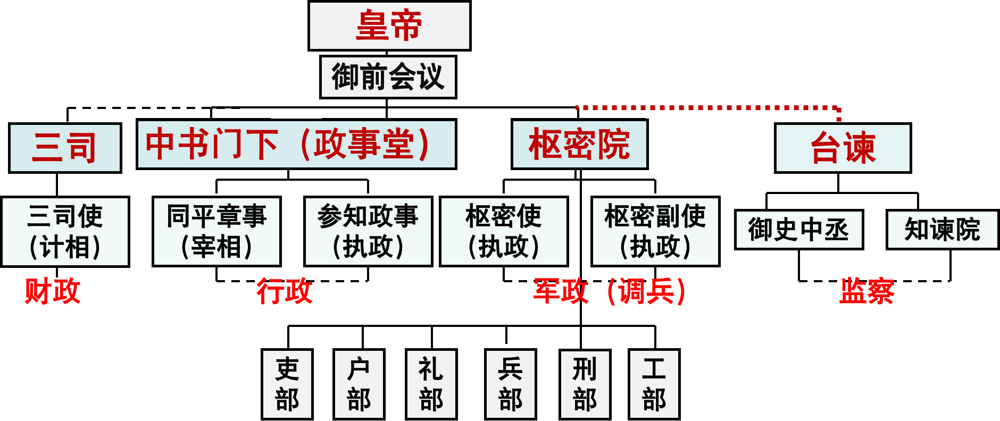 皇帝
御前会议
三司
中书门下（政事堂）
枢密院
台谏
三司使
(计相)
同平章事
(宰相)
参知政事
(执政)
枢密使
(执政)
枢密副使
(执政)
御史中丞
知谏院
财政
行政
军政（调兵）
监察
吏部
户部
礼部
兵部
刑部
工部